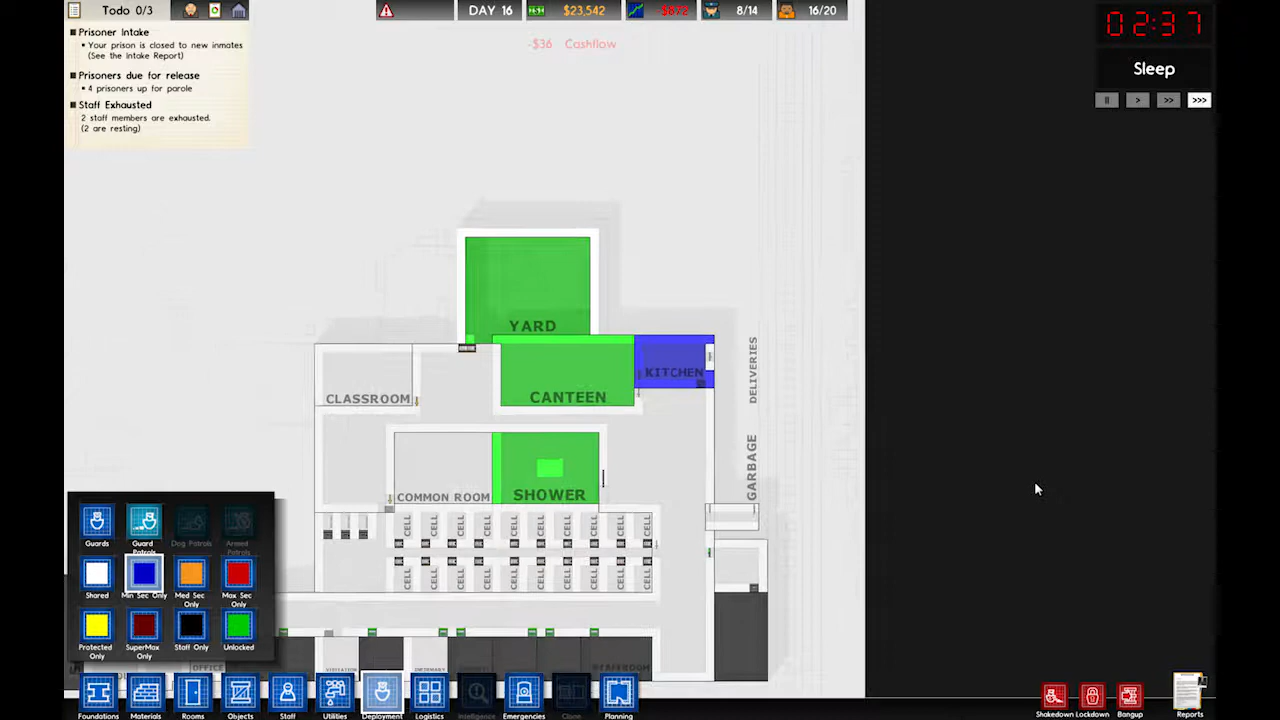 Todo 0/3
DAY 16
$23,542
-$672
8/14
16/20
02:37
Prisoner Intake
Your prison is closed to new inmates
(See the Intake Report)
-$36 Cashflow
Sleep
Prisoners due for release
4 prisoners up for parole
Staff Exhausted
2 staff members are exhausted.
(2 are resting)
YARD
KITCHEN
DELIVERIES
CLASSROOM
CANTEEN
GARBAGE
COMMON ROOM
SHOWER
CELL CELL CELL CELL CELL CELL CELL CELL CELL CELL
CELL CELL CELL CELL CELL CELL CELL CELL CELL CELL
Guards
Guard Patrols
Dog Patrols
Armed Patrols
Shared
Min Sec Only
Med Sec Only
Max Sec Only
Protected Only
SuperMax Only
Staff Only
Unlocked
OFFICE
VISITATION
INFIRMARY
STAFFROOM
Foundations
Materials
Rooms
Objects
Staff
Utilities
Deployment
Logistics
Intelligence
Emergencies
Clone
Planning
Shakedown
Lockdown
Bangup
Reports